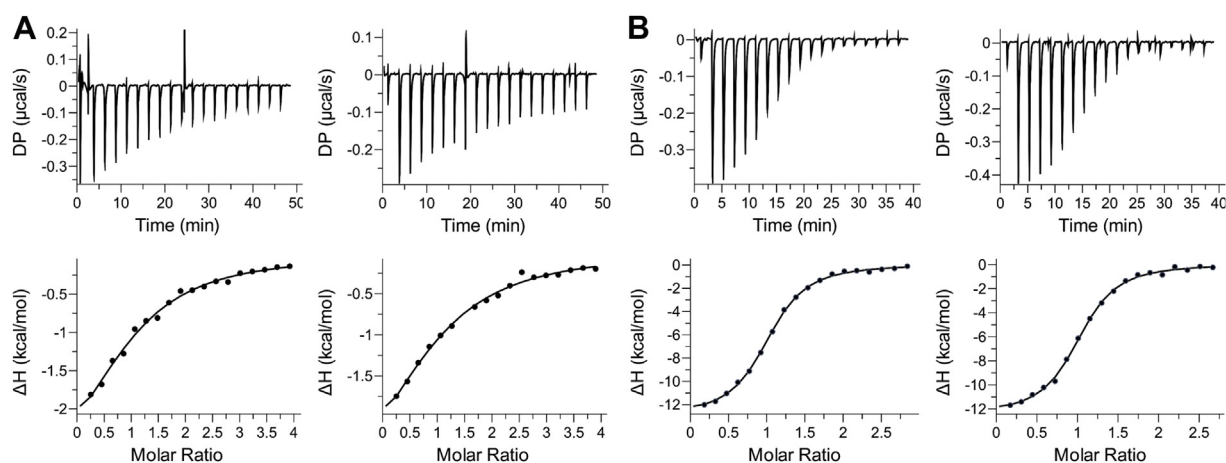 A
B
DP (µcal/s)
0.2
0.1
0
-0.1
-0.2
-0.3
0 10 20 30 40 50
Time (min)
DP (µcal/s)
0.1
0
-0.1
-0.2
0 10 20 30 40 50
Time (min)
DP (µcal/s)
0
-0.1
-0.2
-0.3
0 5 10 15 20 25 30 35 40
Time (min)
DP (µcal/s)
0
-0.1
-0.2
-0.3
-0.4
0 5 10 15 20 25 30 35 40
Time (min)
ΔH (kcal/mol)
-0.5
-1
-1.5
-2
0 0.5 1 1.5 2 2.5 3 3.5 4
Molar Ratio
ΔH (kcal/mol)
-0.5
-1
-1.5
0 0.5 1 1.5 2 2.5 3 3.5 4
Molar Ratio
ΔH (kcal/mol)
0
-2
-4
-6
-8
-10
-12
0 0.5 1 1.5 2 2.5
Molar Ratio
ΔH (kcal/mol)
0
-2
-4
-6
-8
-10
-12
0 0.5 1 1.5 2 2.5
Molar Ratio